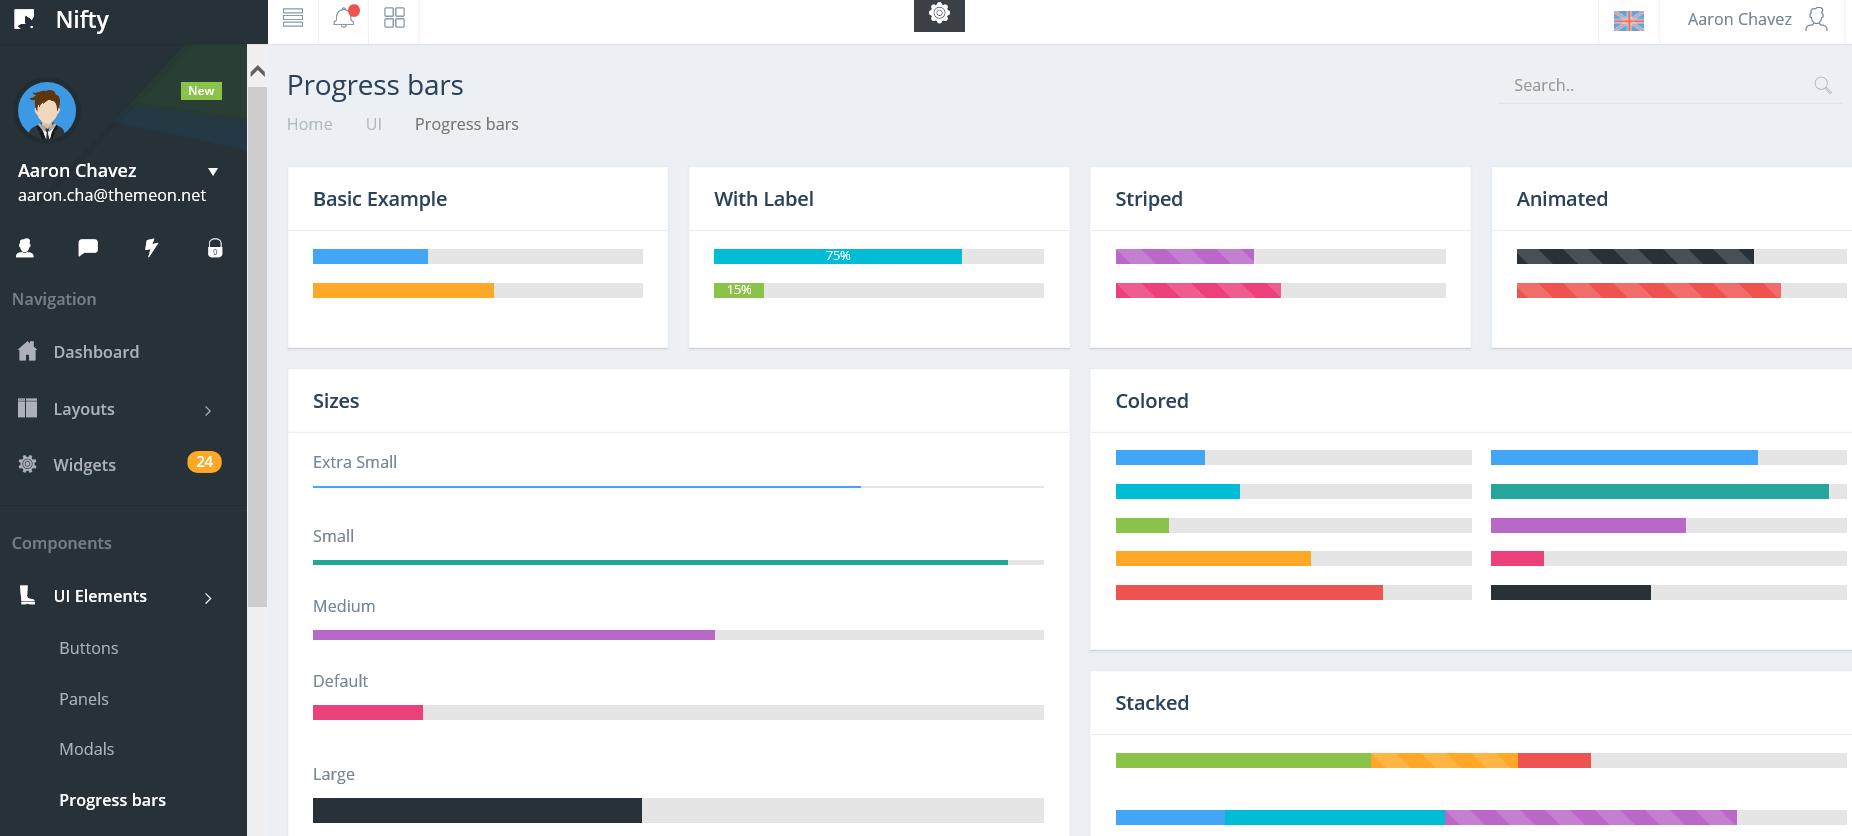 Nifty
Aaron Chavez
New
Aaron Chavez
aaron.cha@themeon.net
Navigation
Dashboard
Layouts
Widgets
24
Components
UI Elements
Buttons
Panels
Modals
Progress bars
Progress bars
Search..
Home UI Progress bars
Basic Example
With Label
75%
15%
Striped
Animated
Sizes
Extra Small
Small
Medium
Default
Large
Colored
Stacked